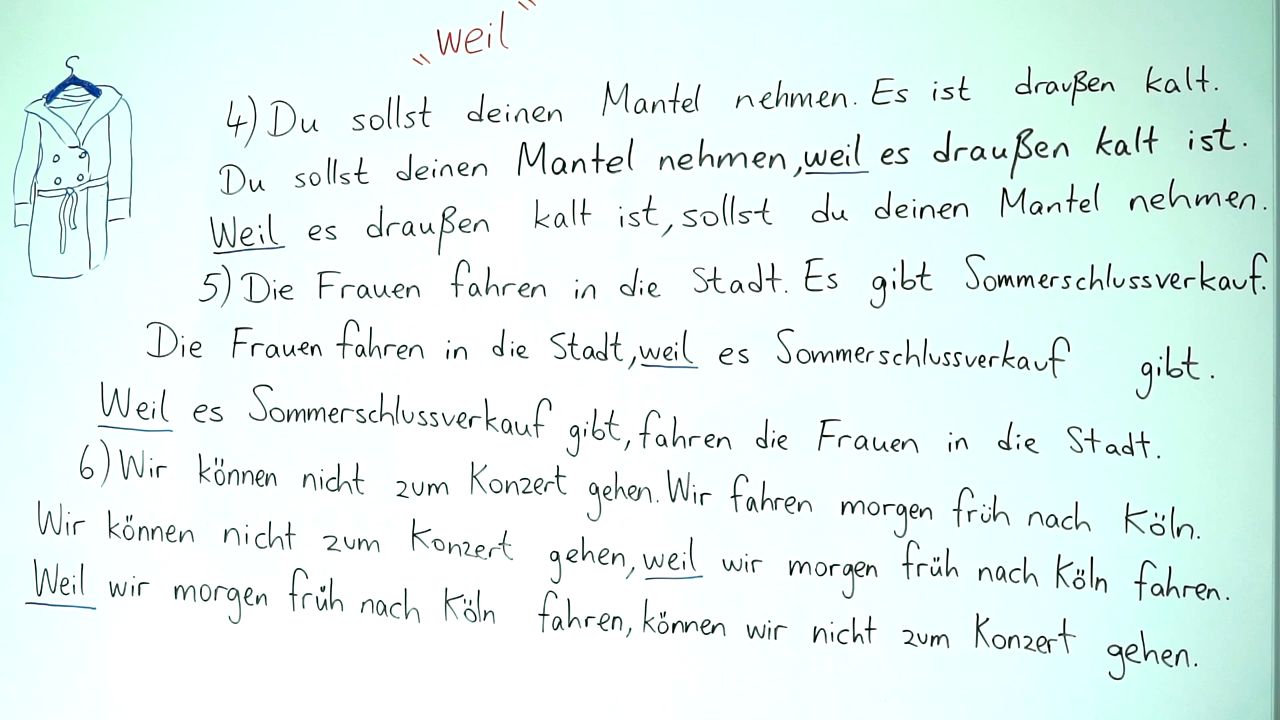 "weil"
4) Du sollst deinen Mantel nehmen. Es ist draußen kalt.
Du sollst deinen Mantel nehmen, weil es draußen kalt ist.
Weil es draußen kalt ist, sollst du deinen Mantel nehmen.
5) Die Frauen fahren in die Stadt. Es gibt Sommerschlussverkauf.
Die Frauen fahren in die Stadt, weil es Sommerschlussverkauf gibt.
Weil es Sommerschlussverkauf gibt, fahren die Frauen in die Stadt.
6) Wir können nicht zum Konzert gehen. Wir fahren morgen früh nach Köln.
Wir können nicht zum Konzert gehen, weil wir morgen früh nach Köln fahren.
Weil wir morgen früh nach Köln fahren, können wir nicht zum Konzert gehen.